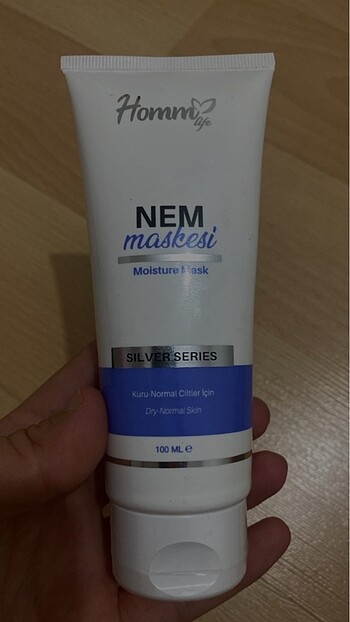 Homm
life
NEM
maskesi
Moisture Mask
SILVER SERIES
Kuru-Normal Ciltler İçin
Dry-Normal Skin
100 ML ℮